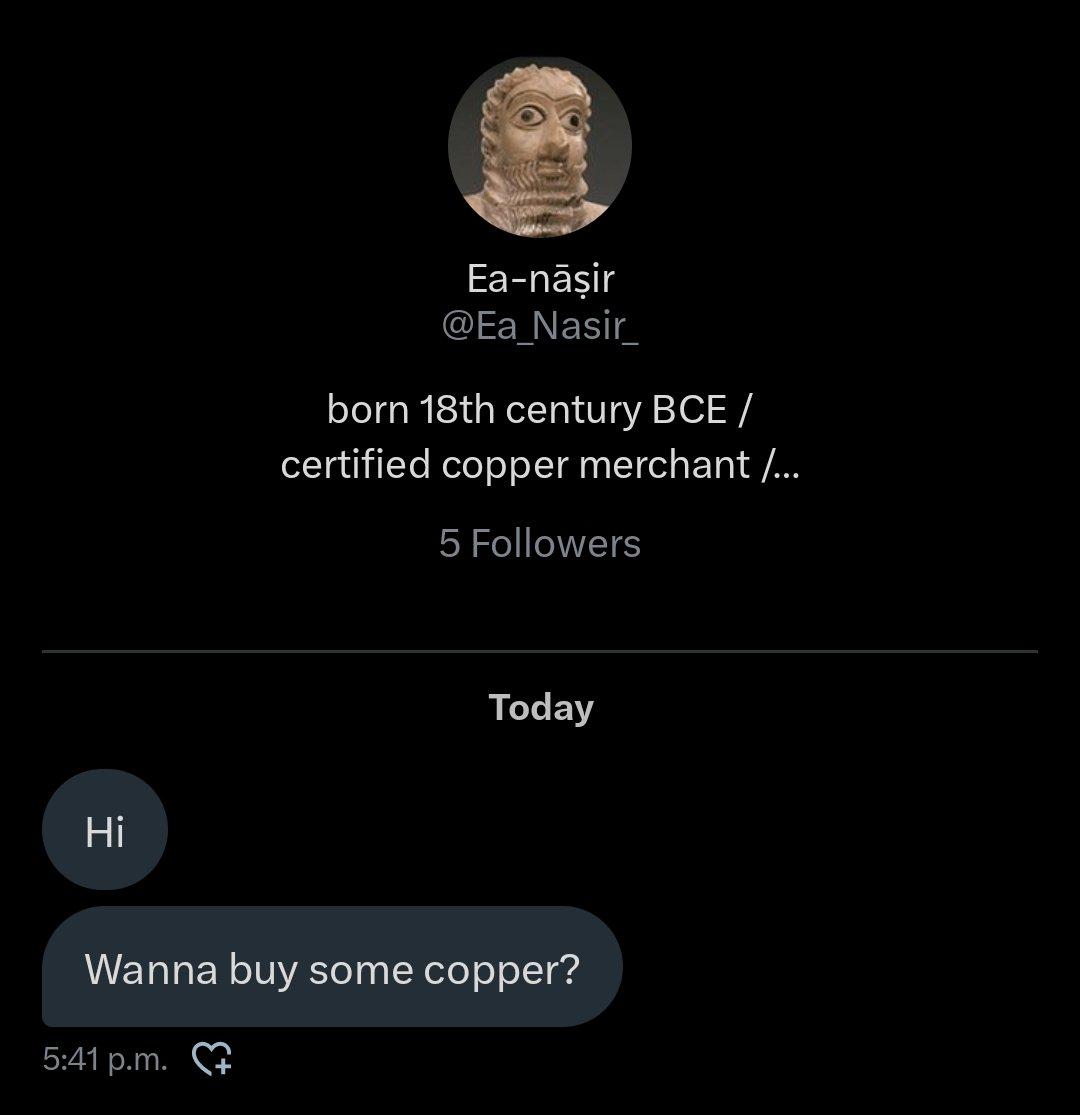 Ea-nāṣir
@Ea_Nasir_
born 18th century BCE /
certified copper merchant /...
5 Followers
Today
Hi
Wanna buy some copper?
5:41 p.m.